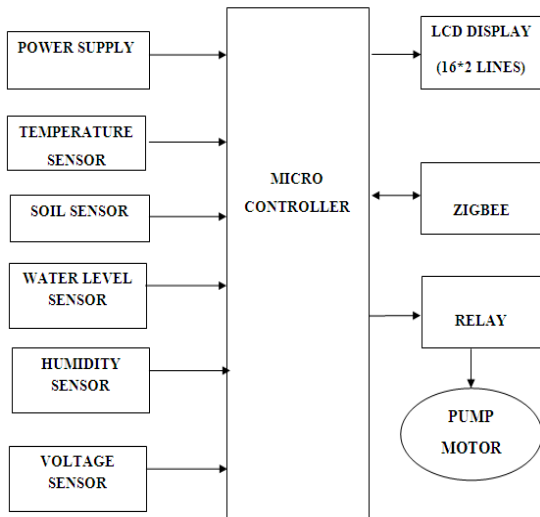 POWER SUPPLY
TEMPERATURE
SENSOR
SOIL SENSOR
WATER LEVEL
SENSOR
HUMIDITY
SENSOR
VOLTAGE
SENSOR
MICRO
CONTROLLER
LCD DISPLAY
(16*2 LINES)
ZIGBEE
RELAY
PUMP
MOTOR